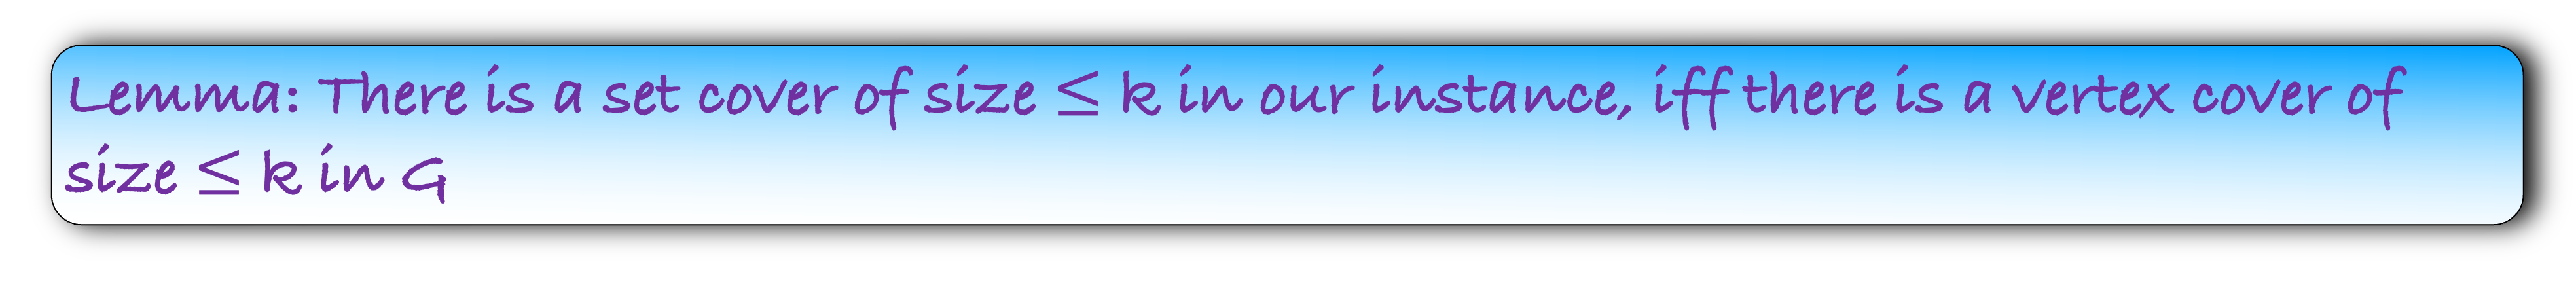 Lemma: There is a set cover of size ≤ k in our instance, iff there is a vertex cover of
size ≤ k in G